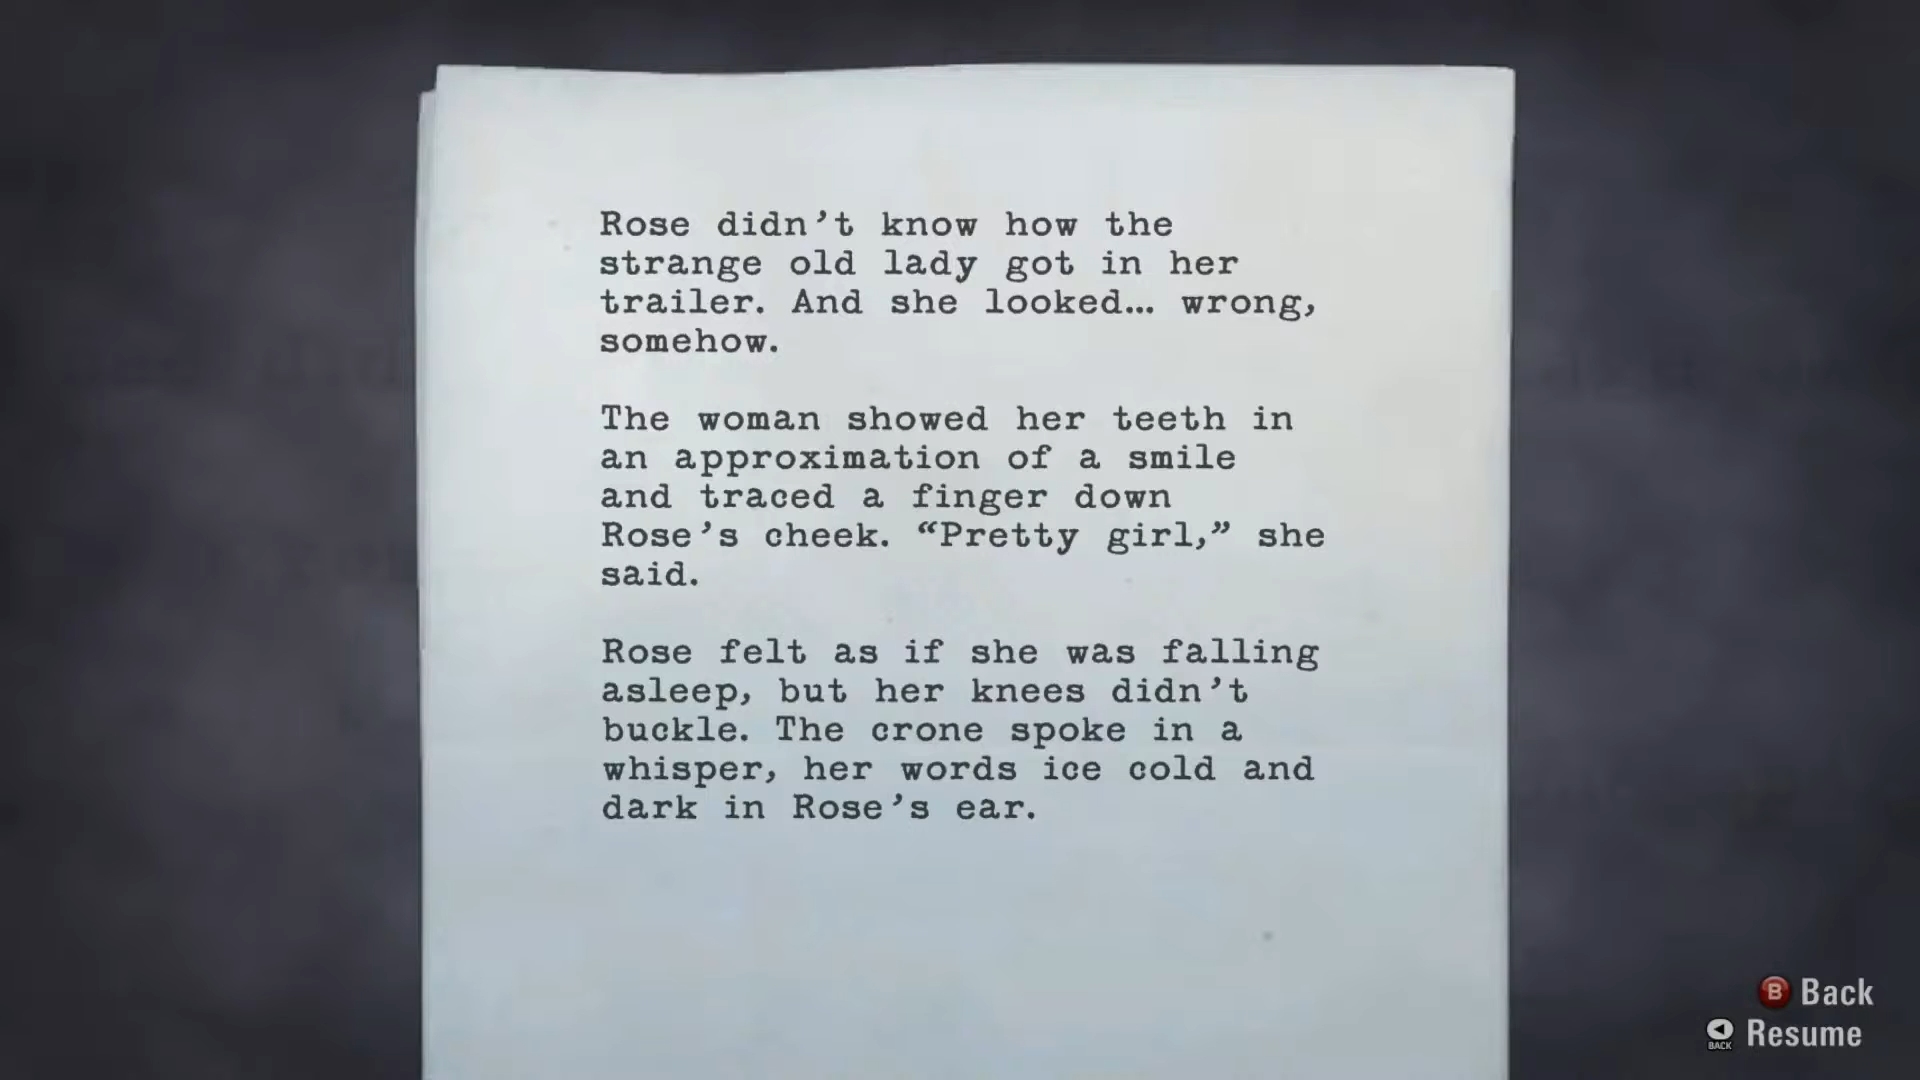 Rose didn’t know how the
strange old lady got in her
trailer. And she looked… wrong,
somehow.
The woman showed her teeth in
an approximation of a smile
and traced a finger down
Rose’s cheek. “Pretty girl,” she
said.
Rose felt as if she was falling
asleep, but her knees didn’t
buckle. The crone spoke in a
whisper, her words ice cold and
dark in Rose’s ear.
B Back
BACK Resume